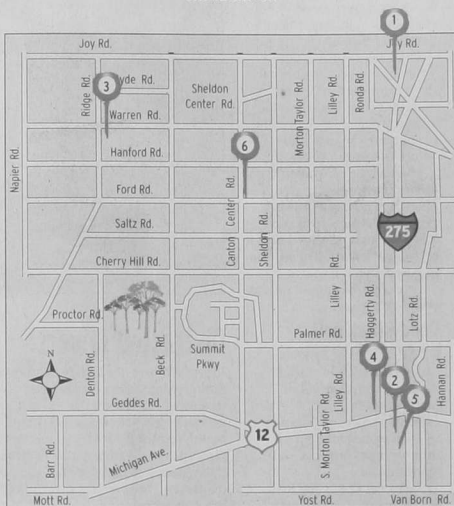 1
Joy Rd.
Joy Rd.
Ridge Rd.
3
yde Rd.
Sheldon
Center Rd.
Morton Taylor Rd.
Lilley Rd.
Ronda Rd.
Warren Rd.
Napier Rd.
Hanford Rd.
6
Ford Rd.
Canton Center Rd.
Sheldon Rd.
Saltz Rd.
275
Cherry Hill Rd.
Lilley Rd.
Haggerty Rd.
Lotz Rd.
Proctor Rd.
Beck Rd.
Summit
Pkwy
Palmer Rd.
N
Denton Rd.
4
2
5
Hannan Rd.
Geddes Rd.
12
S. Morton Taylor Rd.
Lilley Rd.
Barr Rd.
Michigan Ave.
Mott Rd.
Yost Rd.
Van Born Rd.